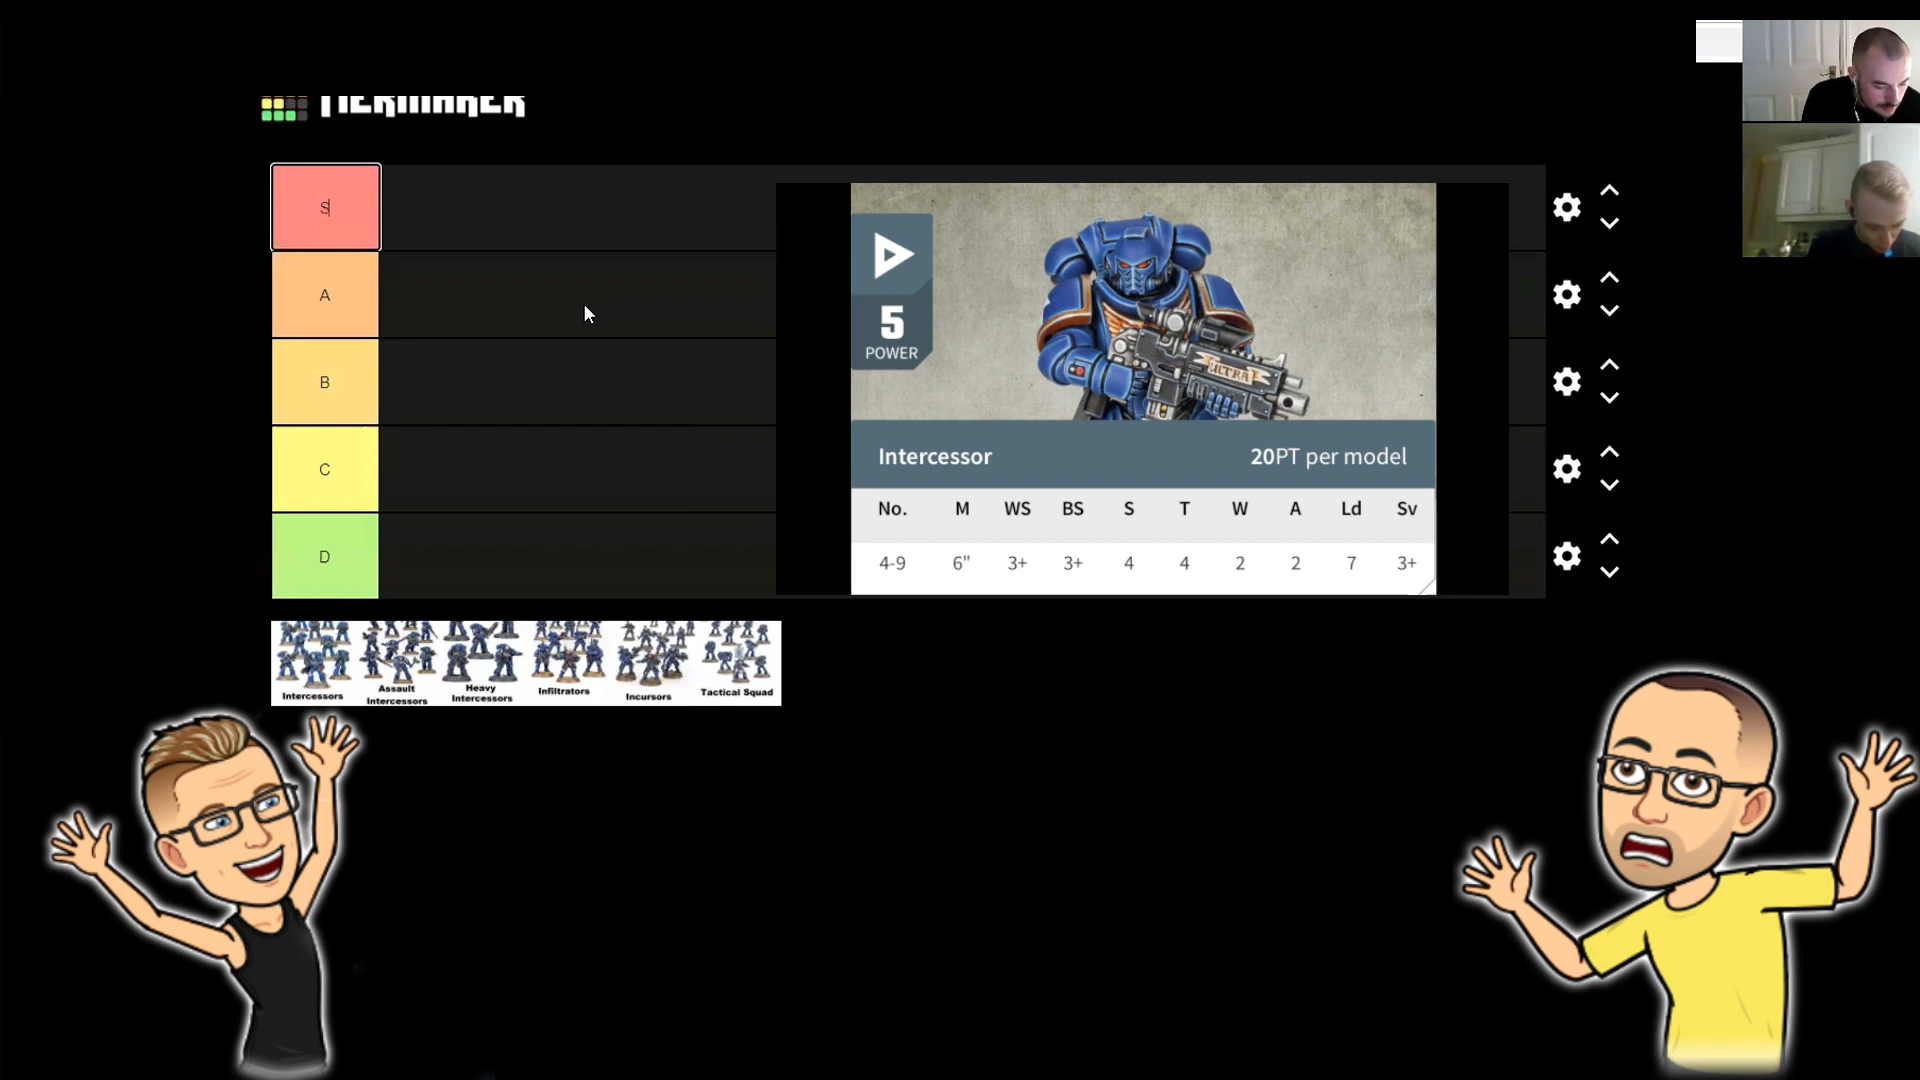 TIERMAKER
S
A
B
C
D
5
POWER
ULTRA
Intercessor 20PT per model
No. M WS BS S T W A Ld Sv
4-9 6" 3+ 3+ 4 4 2 2 7 3+
Intercessors
Assault
Intercessors
Heavy
Intercessors
Infiltrators
Incursors
Tactical Squad